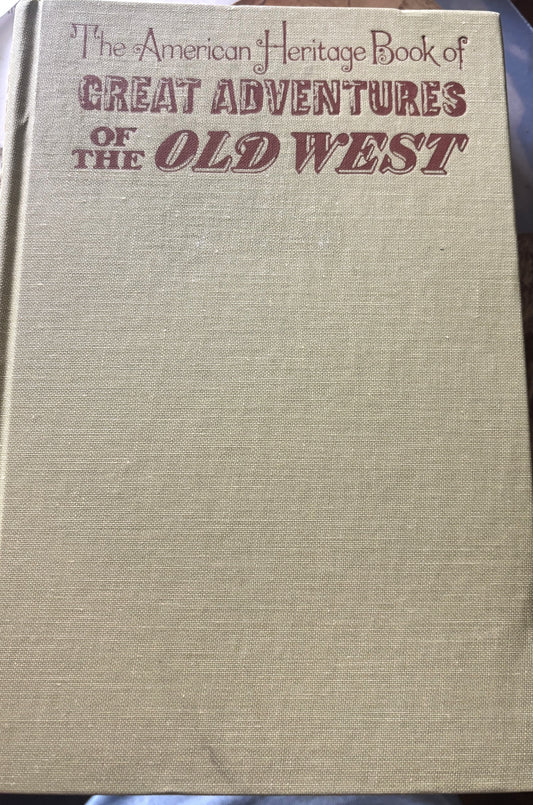 The American Heritage Book of
GREAT ADVENTURES
OF THE OLD WEST